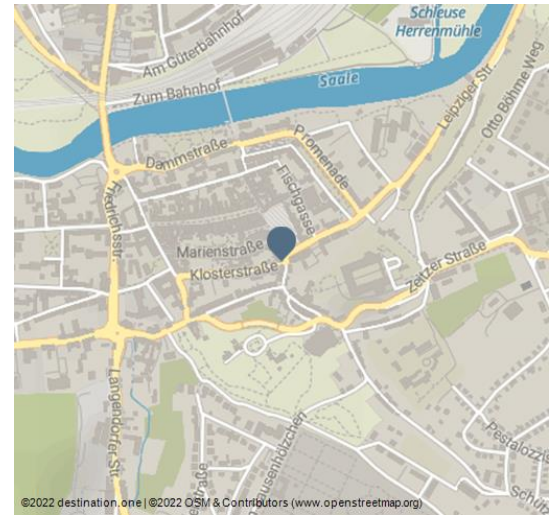 Schleuse
Herrenmühle
Am Güterbahnhof
Saale
Zum Bahnhof
Leipziger Str.
Otto Böhme Weg
Promenade
Dammstraße
Fischgasse
Friedrichsstr.
Marienstraße
Klosterstraße
Zeitzer Straße
Langendorfer Str.
Pestalozzi
©2022 destination.one | ©2022 OSM & Contributors (www.openstreetmap.org)